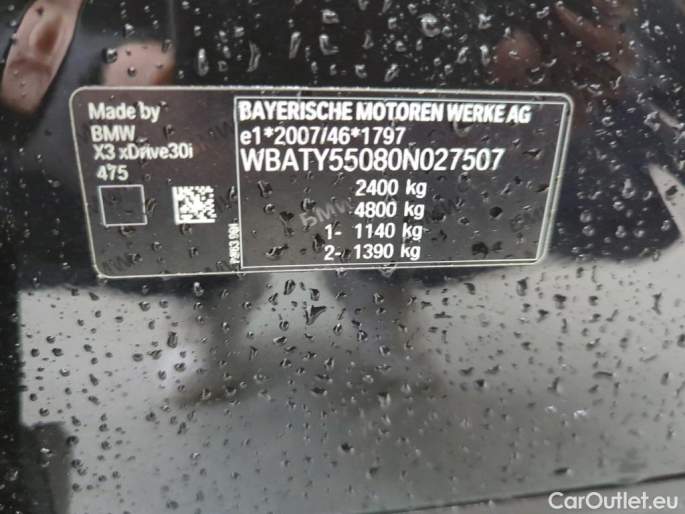 Made by
BMW
X3 xDrive30i
475
BAYERISCHE MOTOREN WERKE AG
e1*2007/46*1797
WBATY55080N027507
2400 kg
4800 kg
1- 1140 kg
2- 1390 kg
CarOutlet.eu